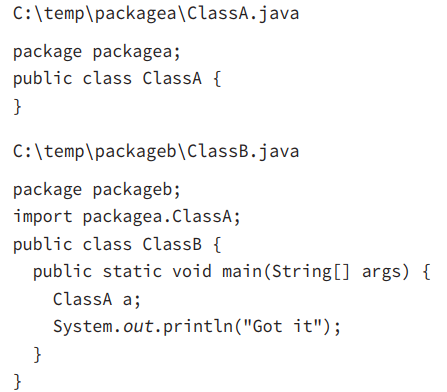 C:\temp\packagea\ClassA.java
package packagea;
public class ClassA {
}
C:\temp\packageb\ClassB.java
package packageb;
import packagea.ClassA;
public class ClassB {
  public static void main(String[] args) {
    ClassA a;
    System.out.println("Got it");
  }
}